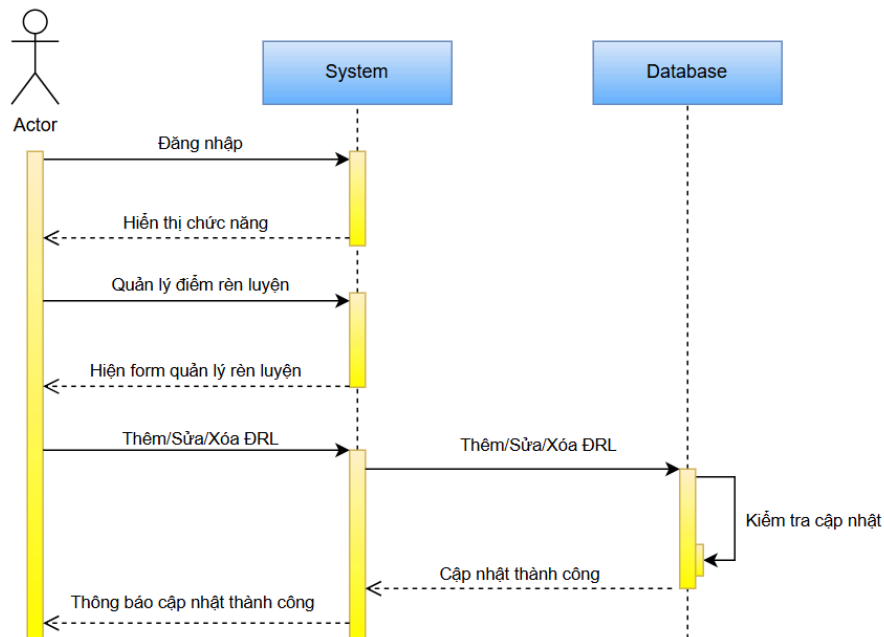 System
Database
Actor
Đăng nhập
Hiển thị chức năng
Quản lý điểm rèn luyện
Hiện form quản lý rèn luyện
Thêm/Sửa/Xóa ĐRL
Thêm/Sửa/Xóa ĐRL
Kiểm tra cập nhật
Cập nhật thành công
Thông báo cập nhật thành công